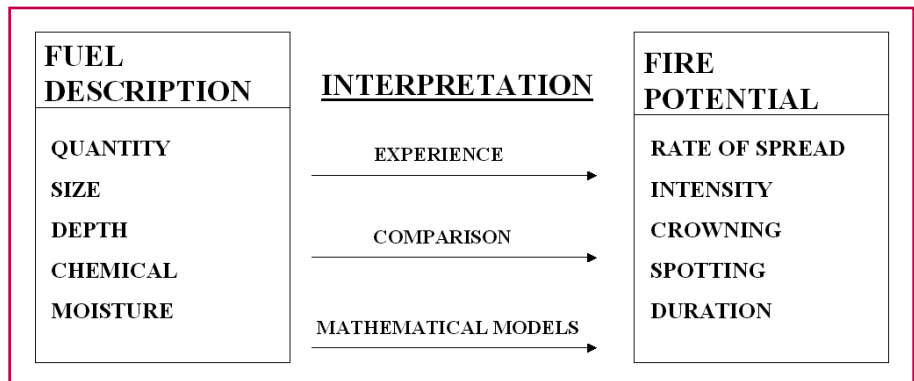 FUEL
DESCRIPTION
QUANTITY
SIZE
DEPTH
CHEMICAL
MOISTURE
INTERPRETATION
EXPERIENCE
COMPARISON
MATHEMATICAL MODELS
FIRE
POTENTIAL
RATE OF SPREAD
INTENSITY
CROWNING
SPOTTING
DURATION